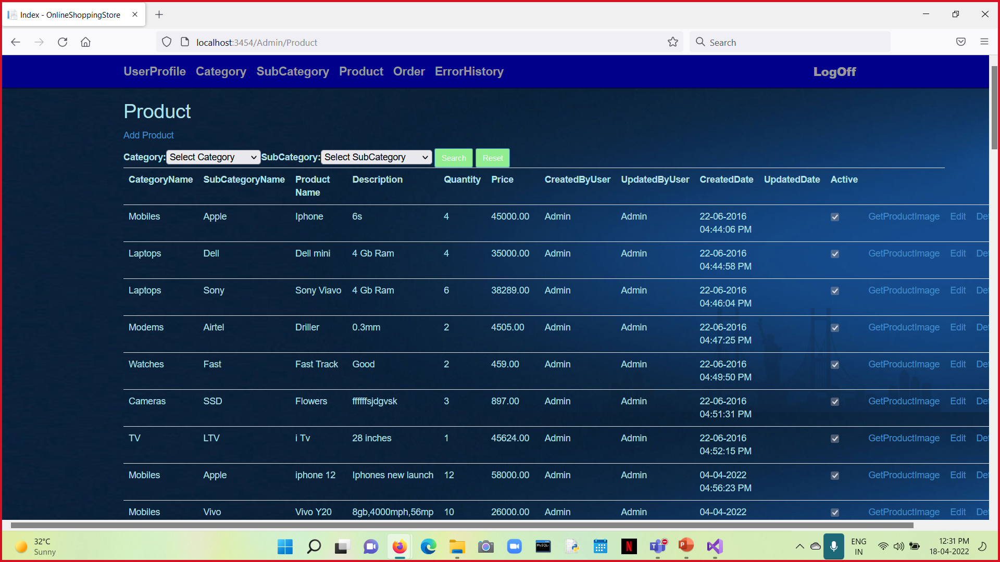 Index - OnlineShoppingStore
localhost:3454/Admin/Product
Search
UserProfile Category SubCategory Product Order ErrorHistory LogOff
Product
Add Product
Category: Select Category SubCategory: Select SubCategory Search Reset
CategoryName SubCategoryName Product Name Description Quantity Price CreatedByUser UpdatedByUser CreatedDate UpdatedDate Active
Mobiles Apple Iphone 6s 4 45000.00 Admin Admin 22-06-2016 GetProductImage Edit
04:44:06 PM
Laptops Dell Dell mini 4 Gb Ram 4 35000.00 Admin Admin 22-06-2016 GetProductImage Edit
04:44:58 PM
Laptops Sony Sony Viavo 4 Gb Ram 6 38289.00 Admin Admin 22-06-2016 GetProductImage Edit
04:46:04 PM
Modems Airtel Driller 0.3mm 2 4505.00 Admin Admin 22-06-2016 GetProductImage Edit
04:47:25 PM
Watches Fast Fast Track Good 2 459.00 Admin Admin 22-06-2016 GetProductImage Edit
04:49:50 PM
Cameras SSD Flowers ffffffsjdgvsk 3 897.00 Admin Admin 22-06-2016 GetProductImage Edit
04:51:31 PM
TV LTV i Tv 28 inches 1 45624.00 Admin Admin 22-06-2016 GetProductImage Edit
04:52:15 PM
Mobiles Apple iphone 12 Iphones new launch 12 58000.00 Admin Admin 04-04-2022 GetProductImage Edit
04:56:23 PM
Mobiles Vivo Vivo Y20 8gb,4000mph,56mp 10 26000.00 Admin Admin 04-04-2022 GetProductImage Edit
32°C
Sunny
ENG
IN
12:31 PM
18-04-2022